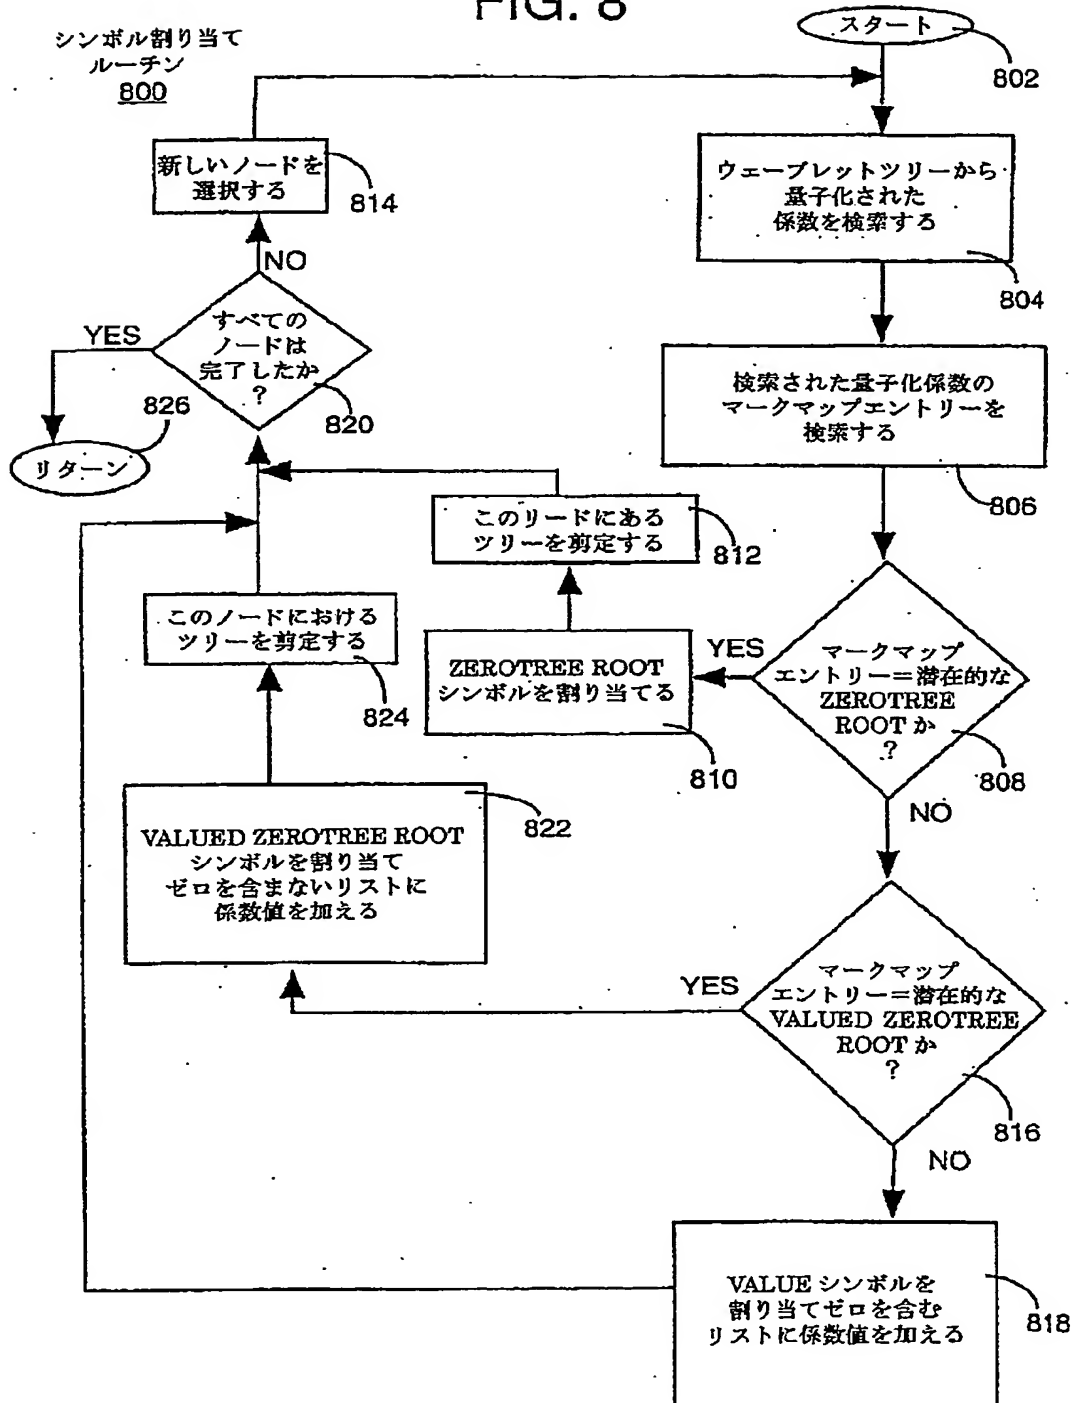 FIG. 8
シンボル割り当て
ルーチン
800
スタート
802
新しいノードを
選択する
814
ウェーブレットツリーから
量子化された
係数を検索する
804
NO
すべての
ノードは
完了したか
?
820
YES
826
リターン
検索された量子化係数の
マークマップエントリーを
検索する
806
このリードにある
ツリーを剪定する
812
このノードにおける
ツリーを剪定する
824
ZEROTREE ROOT
シンボルを割り当てる
810
YES
マークマップ
エントリー＝潜在的な
ZEROTREE
ROOT か
?
808
NO
VALUED ZEROTREE ROOT
シンボルを割り当て
ゼロを含まないリストに
係数値を加える
822
YES
マークマップ
エントリー＝潜在的な
VALUED ZEROTREE
ROOT か
?
816
NO
VALUE シンボルを
割り当てゼロを含む
リストに係数値を加える
818